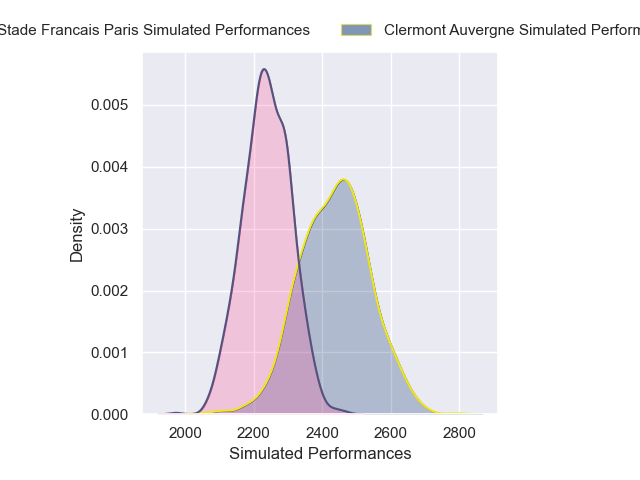 Stade Francais Paris Simulated Performances
Clermont Auvergne Simulated
0.005
0.004
0.003
0.002
0.001
0.000
Density
2000 2200 2400 2600 2800
Simulated Performances